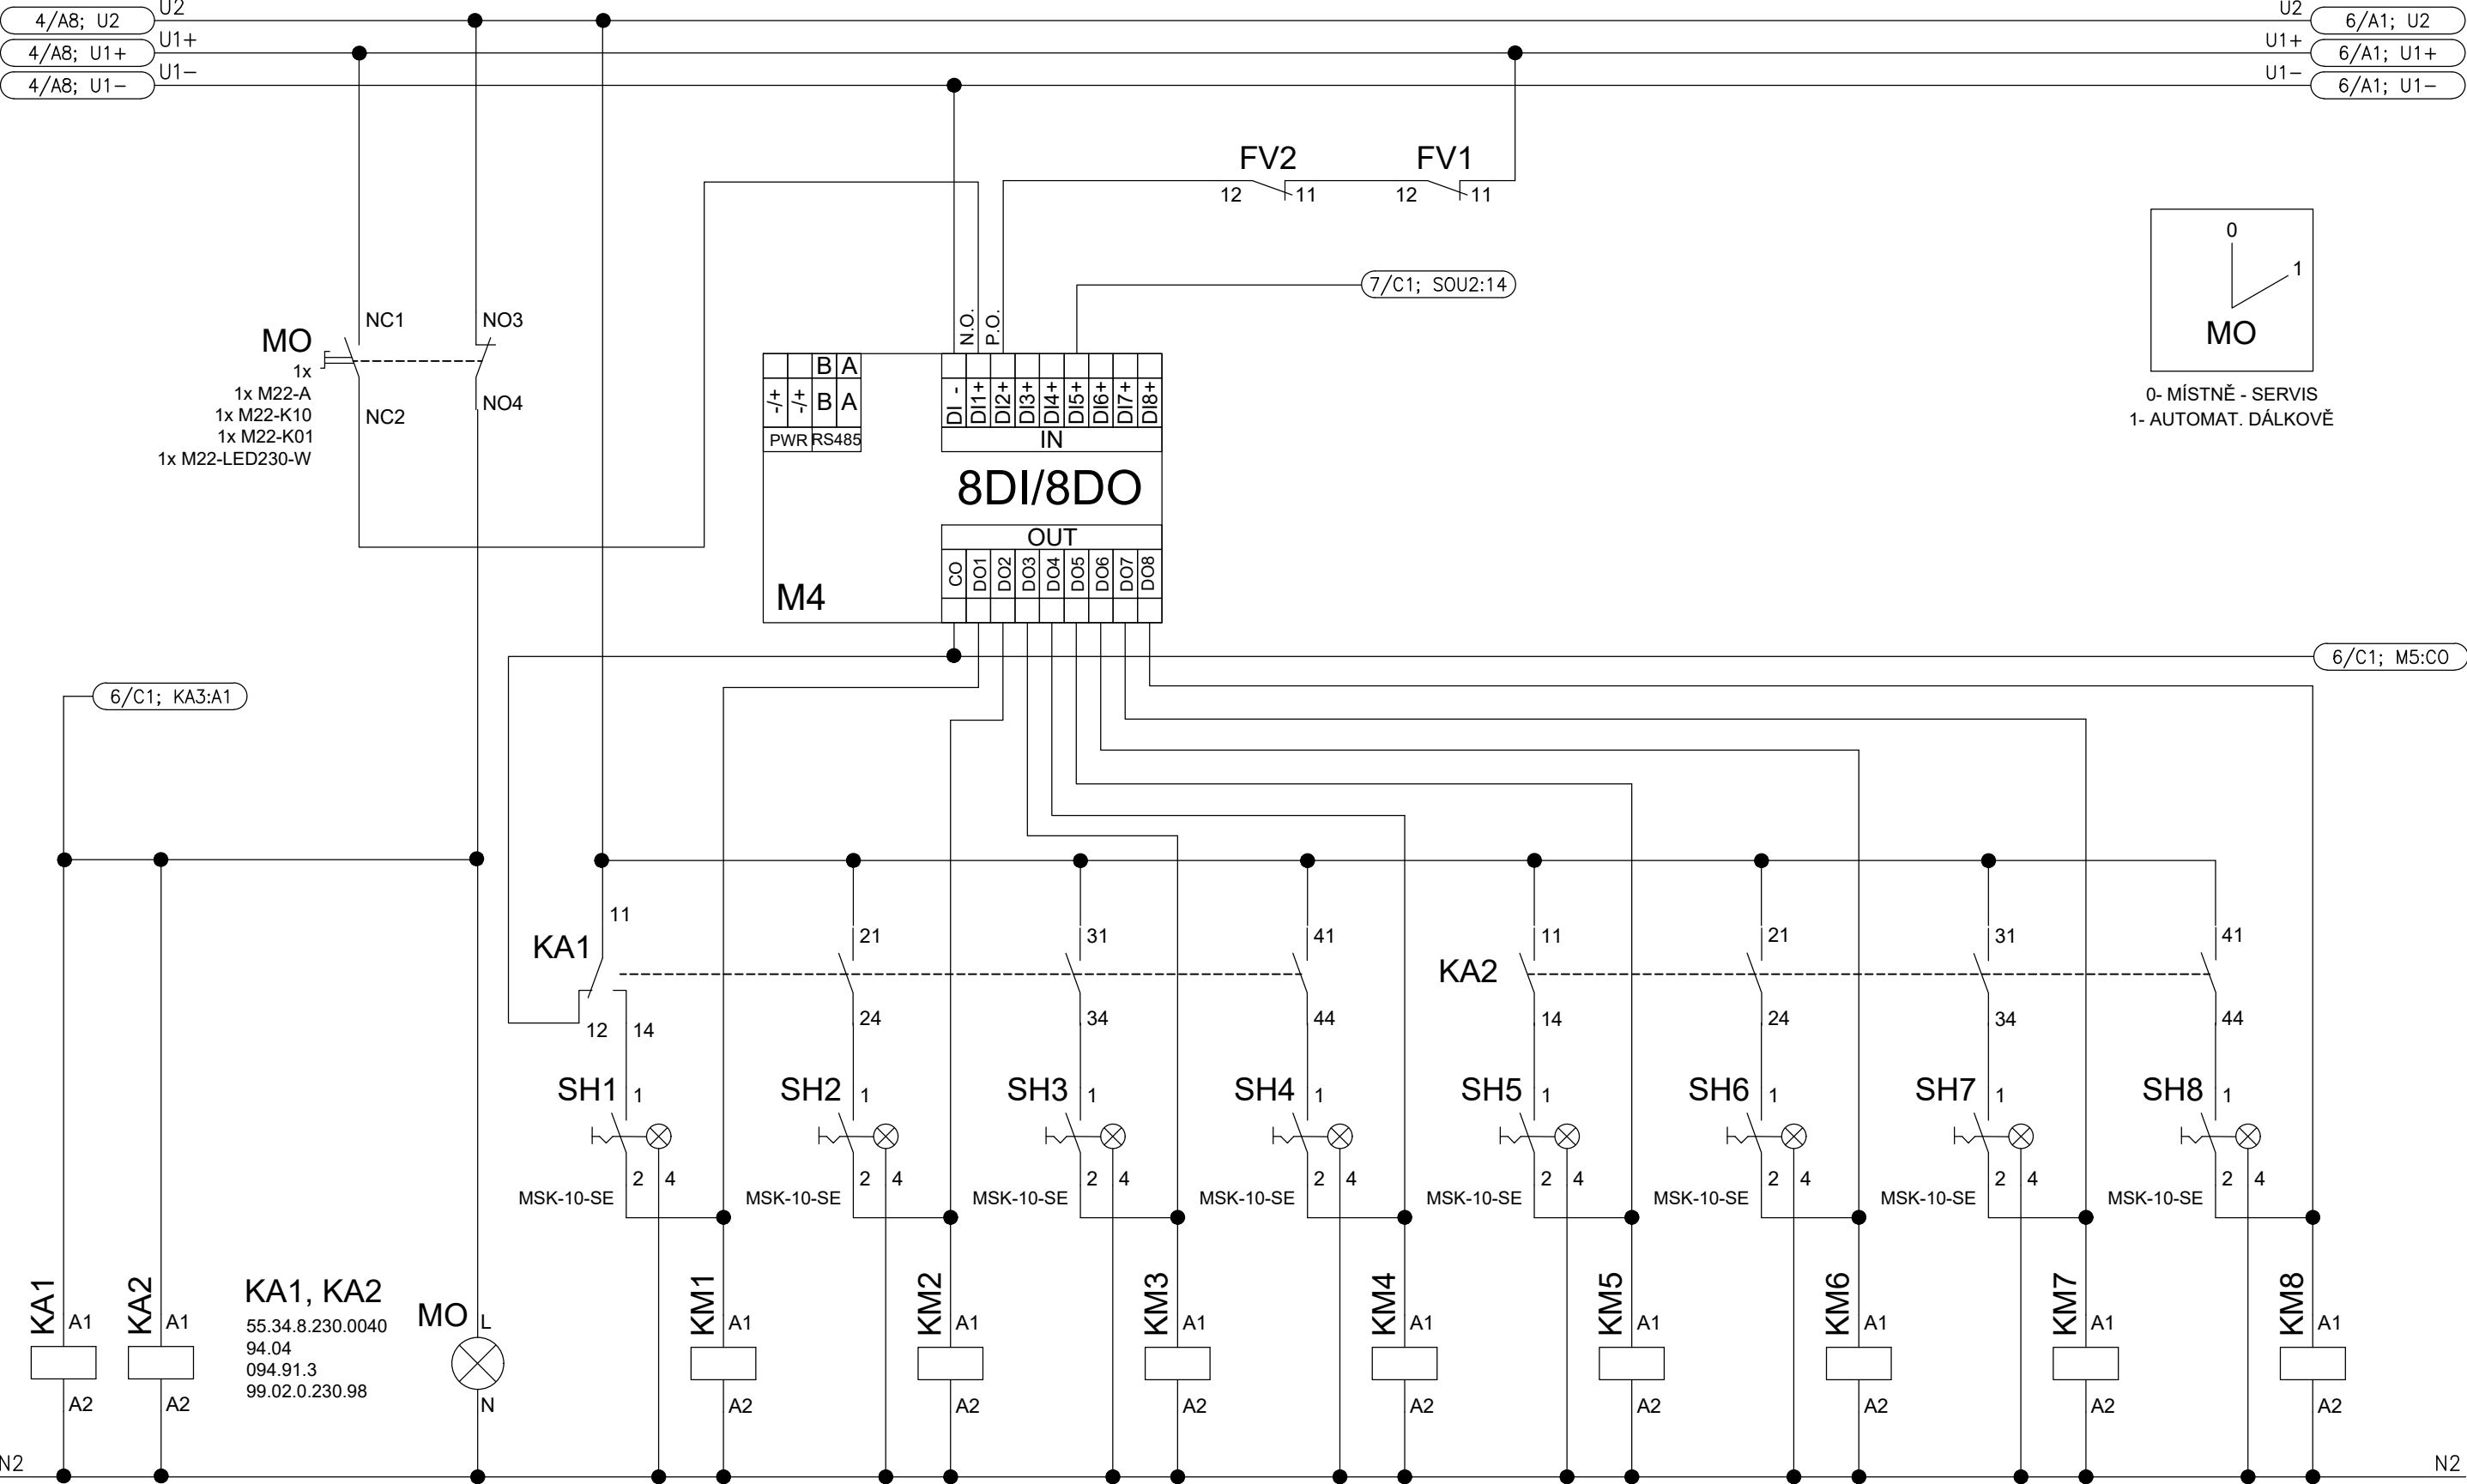 U2
4/A8; U2
U2
6/A1; U2
U1+
4/A8; U1+
U1+
6/A1; U1+
U1−
4/A8; U1−
U1−
6/A1; U1−
FV2
12
11
FV1
12
11
0
1
MO
0- MÍSTNĚ - SERVIS
1- AUTOMAT. DÁLKOVĚ
7/C1; SOU2:14
N.O.
P.O.
MO
1x
1x M22-A
1x M22-K10
1x M22-K01
1x M22-LED230-W
NC1
NC2
NO3
NO4
B A
-/+ -/+ B A
PWR RS485
DI - DI1+ DI2+ DI3+ DI4+ DI5+ DI6+ DI7+ DI8+
IN
8DI/8DO
OUT
CO DO1 DO2 DO3 DO4 DO5 DO6 DO7 DO8
M4
6/C1; M5:CO
6/C1; KA3:A1
KA1
11
12
14
21
24
31
34
41
44
KA2
11
14
21
24
31
34
41
44
SH1
1
2
4
MSK-10-SE
SH2
1
2
4
MSK-10-SE
SH3
1
2
4
MSK-10-SE
SH4
1
2
4
MSK-10-SE
SH5
1
2
4
MSK-10-SE
SH6
1
2
4
MSK-10-SE
SH7
1
2
4
MSK-10-SE
SH8
1
2
4
MSK-10-SE
KA1
A1
A2
KA2
A1
A2
KA1, KA2
55.34.8.230.0040
94.04
094.91.3
99.02.0.230.98
MO
L
N
KM1
A1
A2
KM2
A1
A2
KM3
A1
A2
KM4
A1
A2
KM5
A1
A2
KM6
A1
A2
KM7
A1
A2
KM8
A1
A2
N2
N2